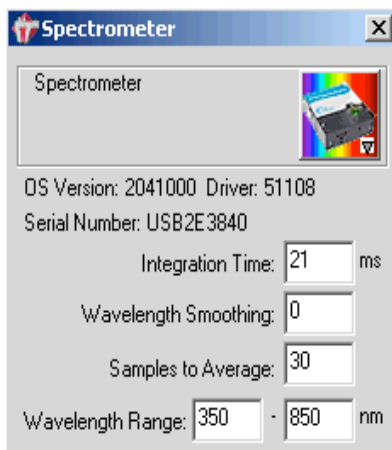 Spectrometer
Spectrometer
OS Version: 2041000 Driver: 51108
Serial Number: USB2E3840
Integration Time: 21 ms
Wavelength Smoothing: 0
Samples to Average: 30
Wavelength Range: 350 - 850 nm